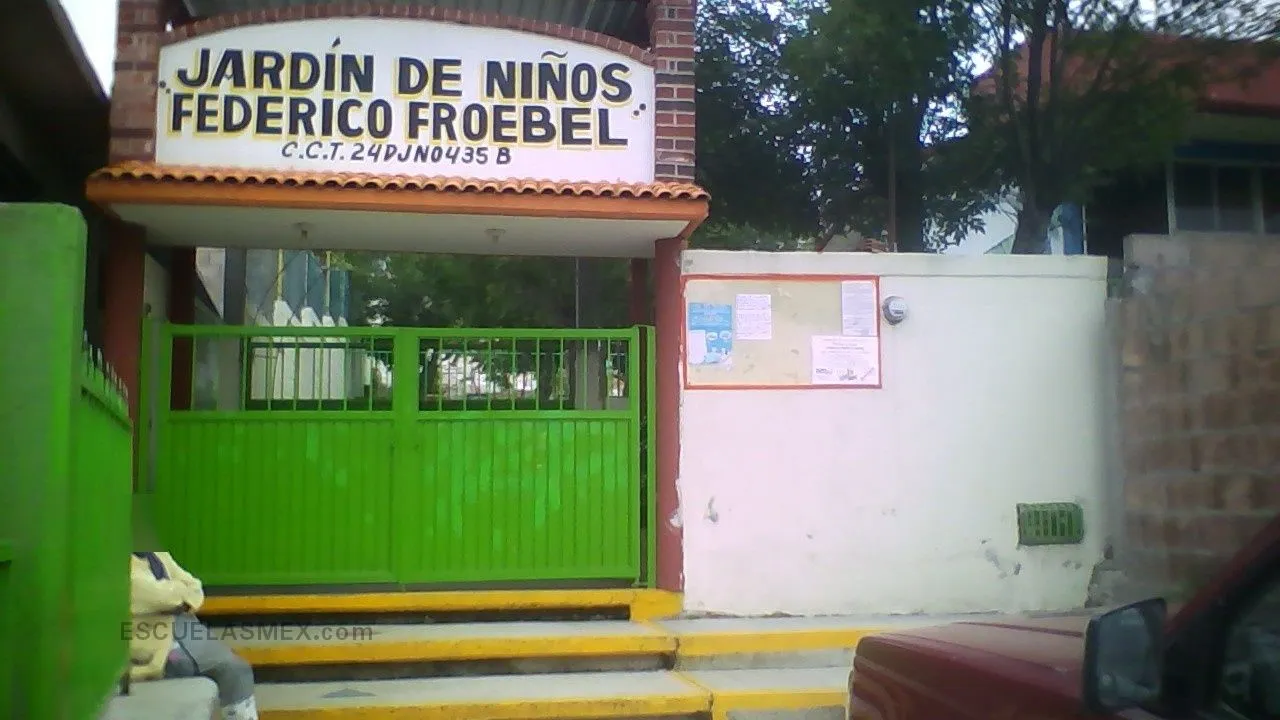 JARDÍN DE NIÑOS
"FEDERICO FROEBEL"
C.C.T. 24DJN0435 B
ESCUELASMEX.com